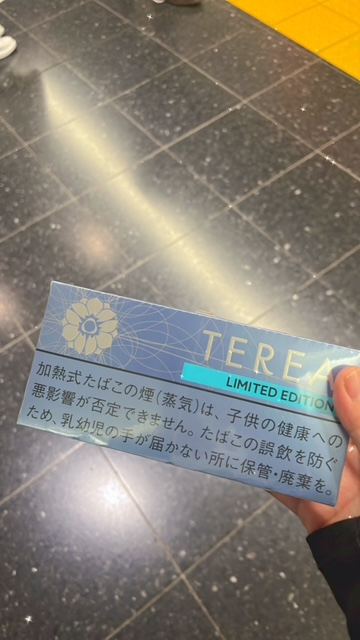 TEREA
LIMITED EDITION
加熱式たばこの煙(蒸気)は、子供の健康への
悪影響が否定できません。たばこの誤飲を防ぐ
ため、乳幼児の手が届かない所に保管・廃棄を。